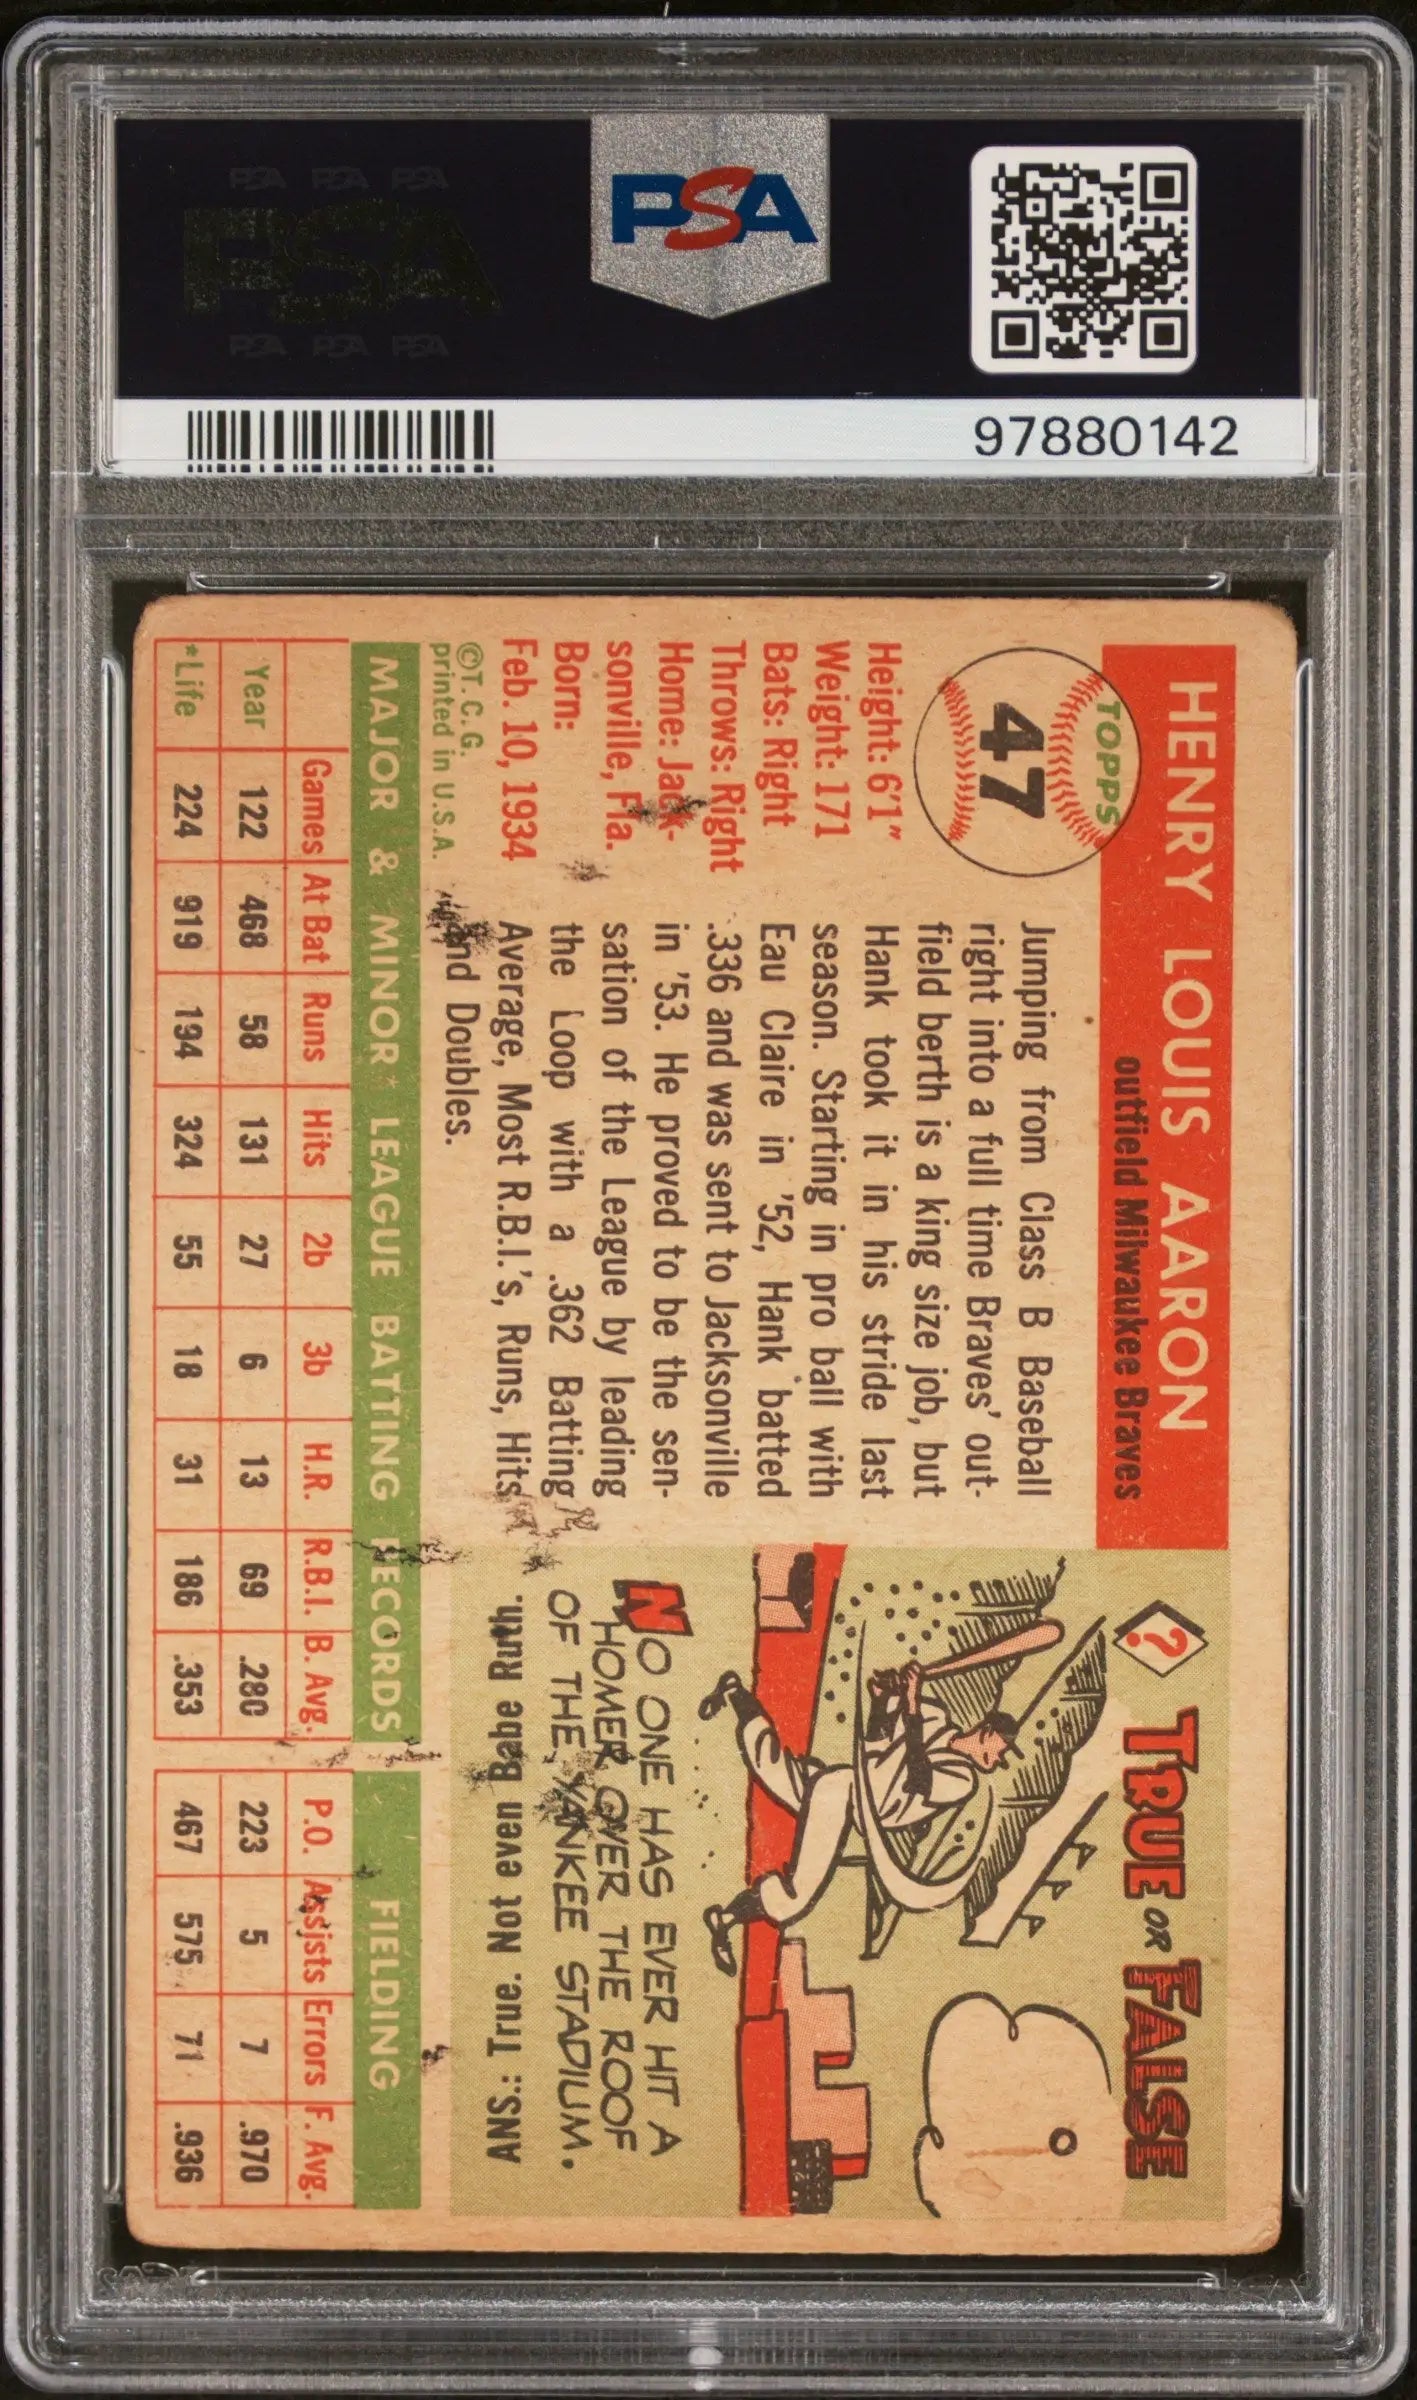 PSA PSA PSA
PSA
PSA PSA PSA
PSA
97880142
HENRY LOUIS AARON
outfield Milwaukee Braves
TOPPS
47
Height: 6'1"
Weight: 171
Bats: Right
Throws: Right
Home: Jack-
sonville, Fla.
Born:
Feb. 10, 1934
©T.C.G.
printed in U.S.A.
Jumping from Class B Baseball
right into a full time Braves' out-
field berth is a king size job, but
Hank took it in his stride last
season. Starting in pro ball with
Eau Claire in '52, Hank batted
.336 and was sent to Jacksonville
in '53. He proved to be the sen-
sation of the League by leading
the Loop with a .362 Batting
Average, Most R.B.I.'s, Runs, Hits
and Doubles.
? TRUE OR FALSE
NO ONE HAS EVER HIT A
HOMER OVER THE ROOF
OF THE YANKEE STADIUM.
ANS.: True. Not even Babe Ruth.
MAJOR & MINOR* LEAGUE BATTING RECORDS FIELDING
Games At Bat Runs Hits 2b 3b H.R. R.B.I. B. Avg. P.O. Assists Errors F. Avg.
Year 122 468 58 131 27 6 13 69 .280 223 5 7 .970
*Life 224 919 194 324 55 18 31 186 .353 467 575 71 .936